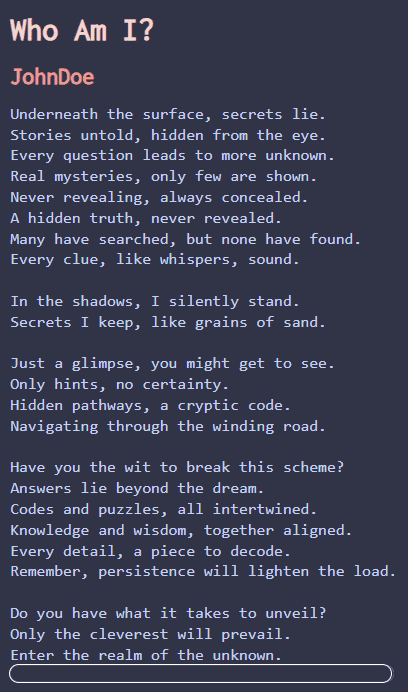 Who Am I?
JohnDoe
Underneath the surface, secrets lie.
Stories untold, hidden from the eye.
Every question leads to more unknown.
Real mysteries, only few are shown.
Never revealing, always concealed.
A hidden truth, never revealed.
Many have searched, but none have found.
Every clue, like whispers, sound.
In the shadows, I silently stand.
Secrets I keep, like grains of sand.
Just a glimpse, you might get to see.
Only hints, no certainty.
Hidden pathways, a cryptic code.
Navigating through the winding road.
Have you the wit to break this scheme?
Answers lie beyond the dream.
Codes and puzzles, all intertwined.
Knowledge and wisdom, together aligned.
Every detail, a piece to decode.
Remember, persistence will lighten the load.
Do you have what it takes to unveil?
Only the cleverest will prevail.
Enter the realm of the unknown.